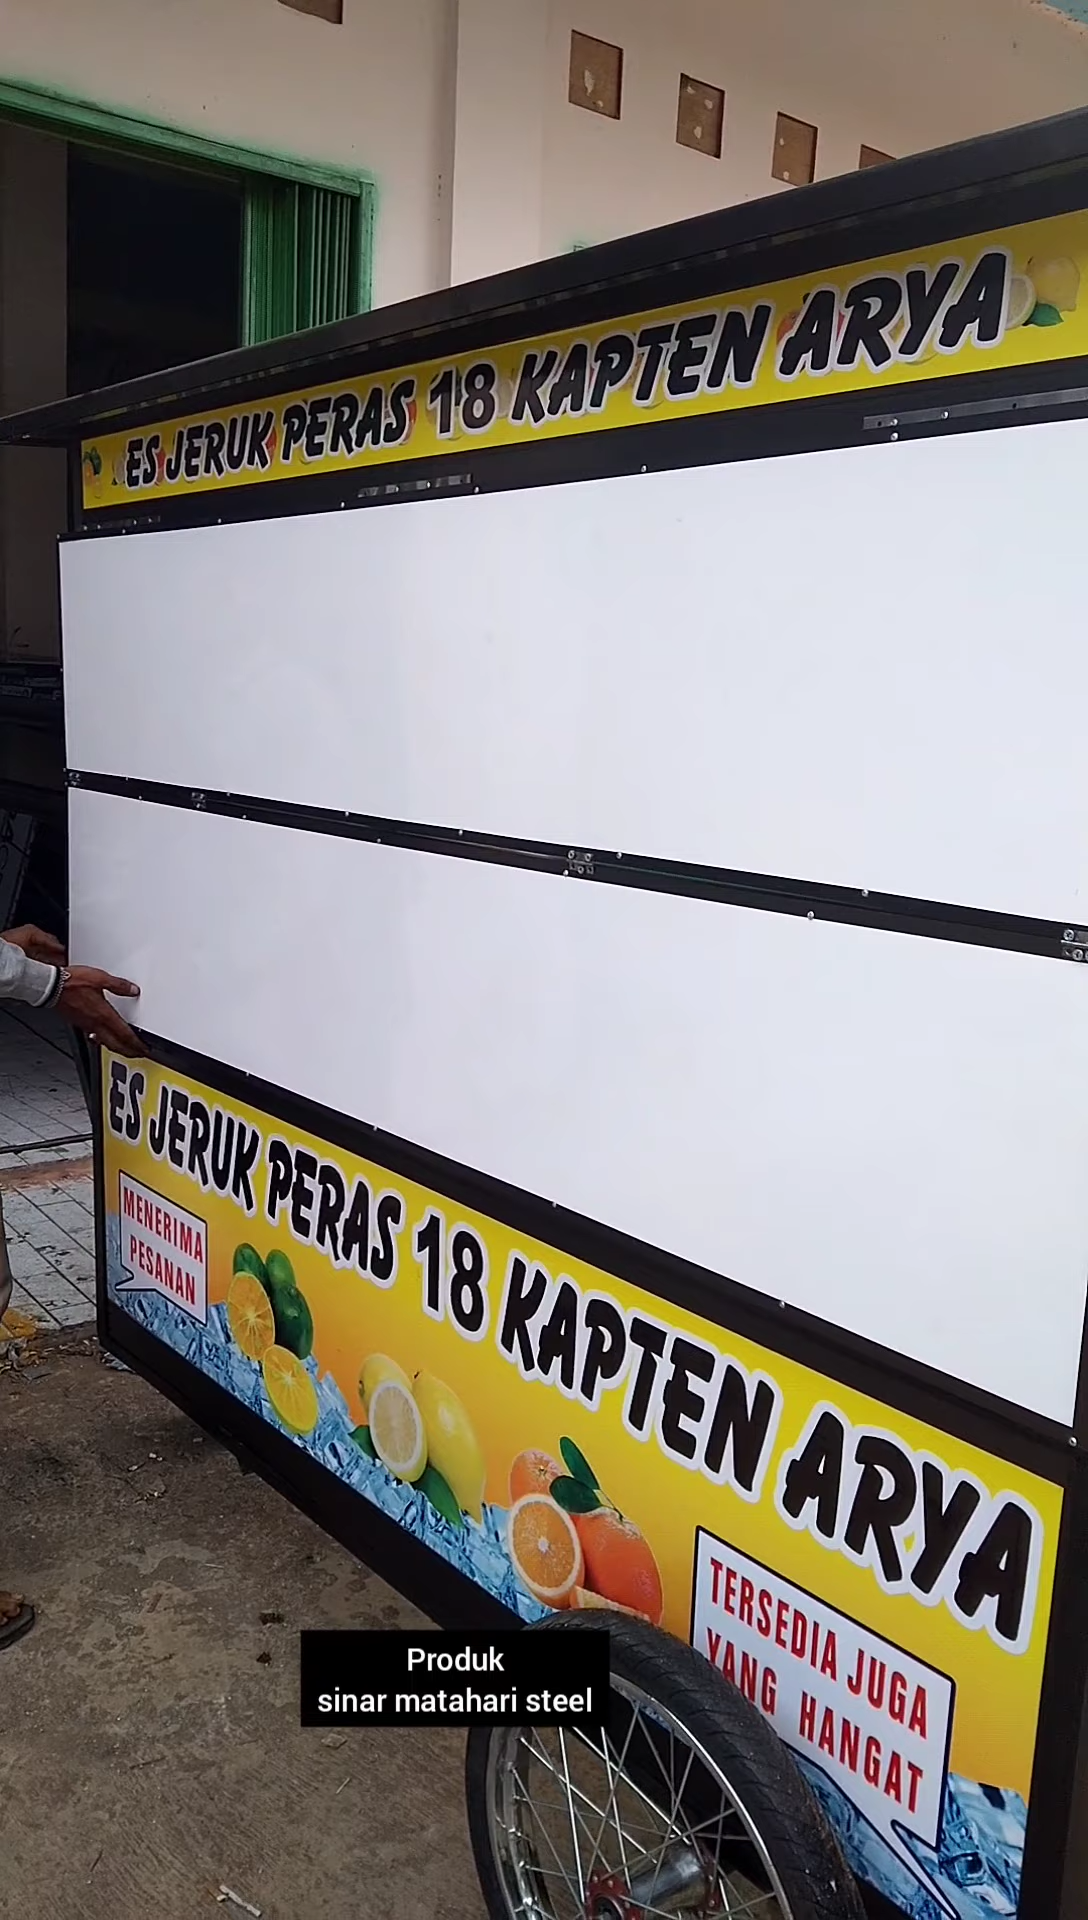 ES JERUK PERAS 18 KAPTEN ARYA
ES JERUK PERAS 18 KAPTEN ARYA
MENERIMA
PESANAN
TERSEDIA JUGA
YANG HANGAT
Produk
sinar matahari steel